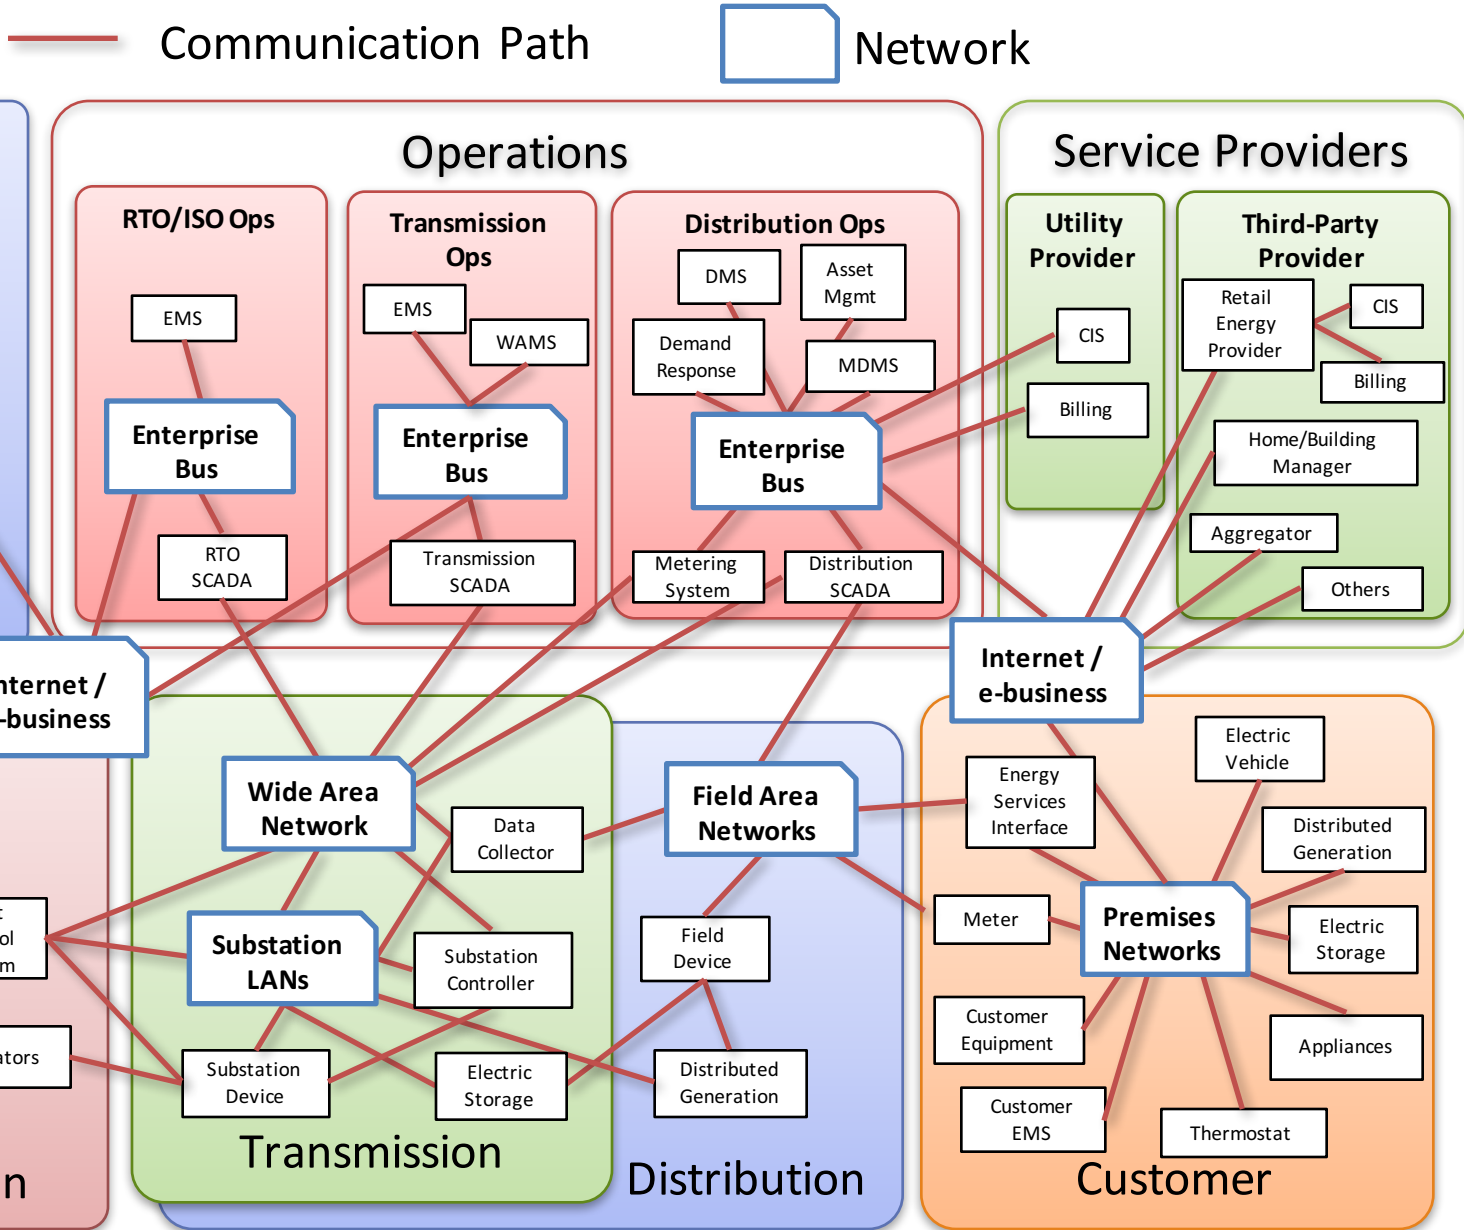 Communication Path
Network
Operations
Service Providers
RTO/ISO Ops
EMS
Enterprise
Bus
RTO
SCADA
Transmission
Ops
EMS
WAMS
Enterprise
Bus
Transmission
SCADA
Distribution Ops
DMS
Asset
Mgmt
Demand
Response
MDMS
Enterprise
Bus
Metering
System
Distribution
SCADA
Utility
Provider
CIS
Billing
Third-Party
Provider
Retail
Energy
Provider
CIS
Billing
Home/Building
Manager
Aggregator
Others
nternet /
-business
Internet /
e-business
Wide Area
Network
Data
Collector
Substation
LANs
Substation
Controller
Substation
Device
Electric
Storage
Transmission
Field Area
Networks
Field
Device
Distributed
Generation
Distribution
Energy
Services
Interface
Electric
Vehicle
Distributed
Generation
Meter
Premises
Networks
Electric
Storage
Customer
Equipment
Appliances
Customer
EMS
Thermostat
Customer
t
ol
m
ators
n